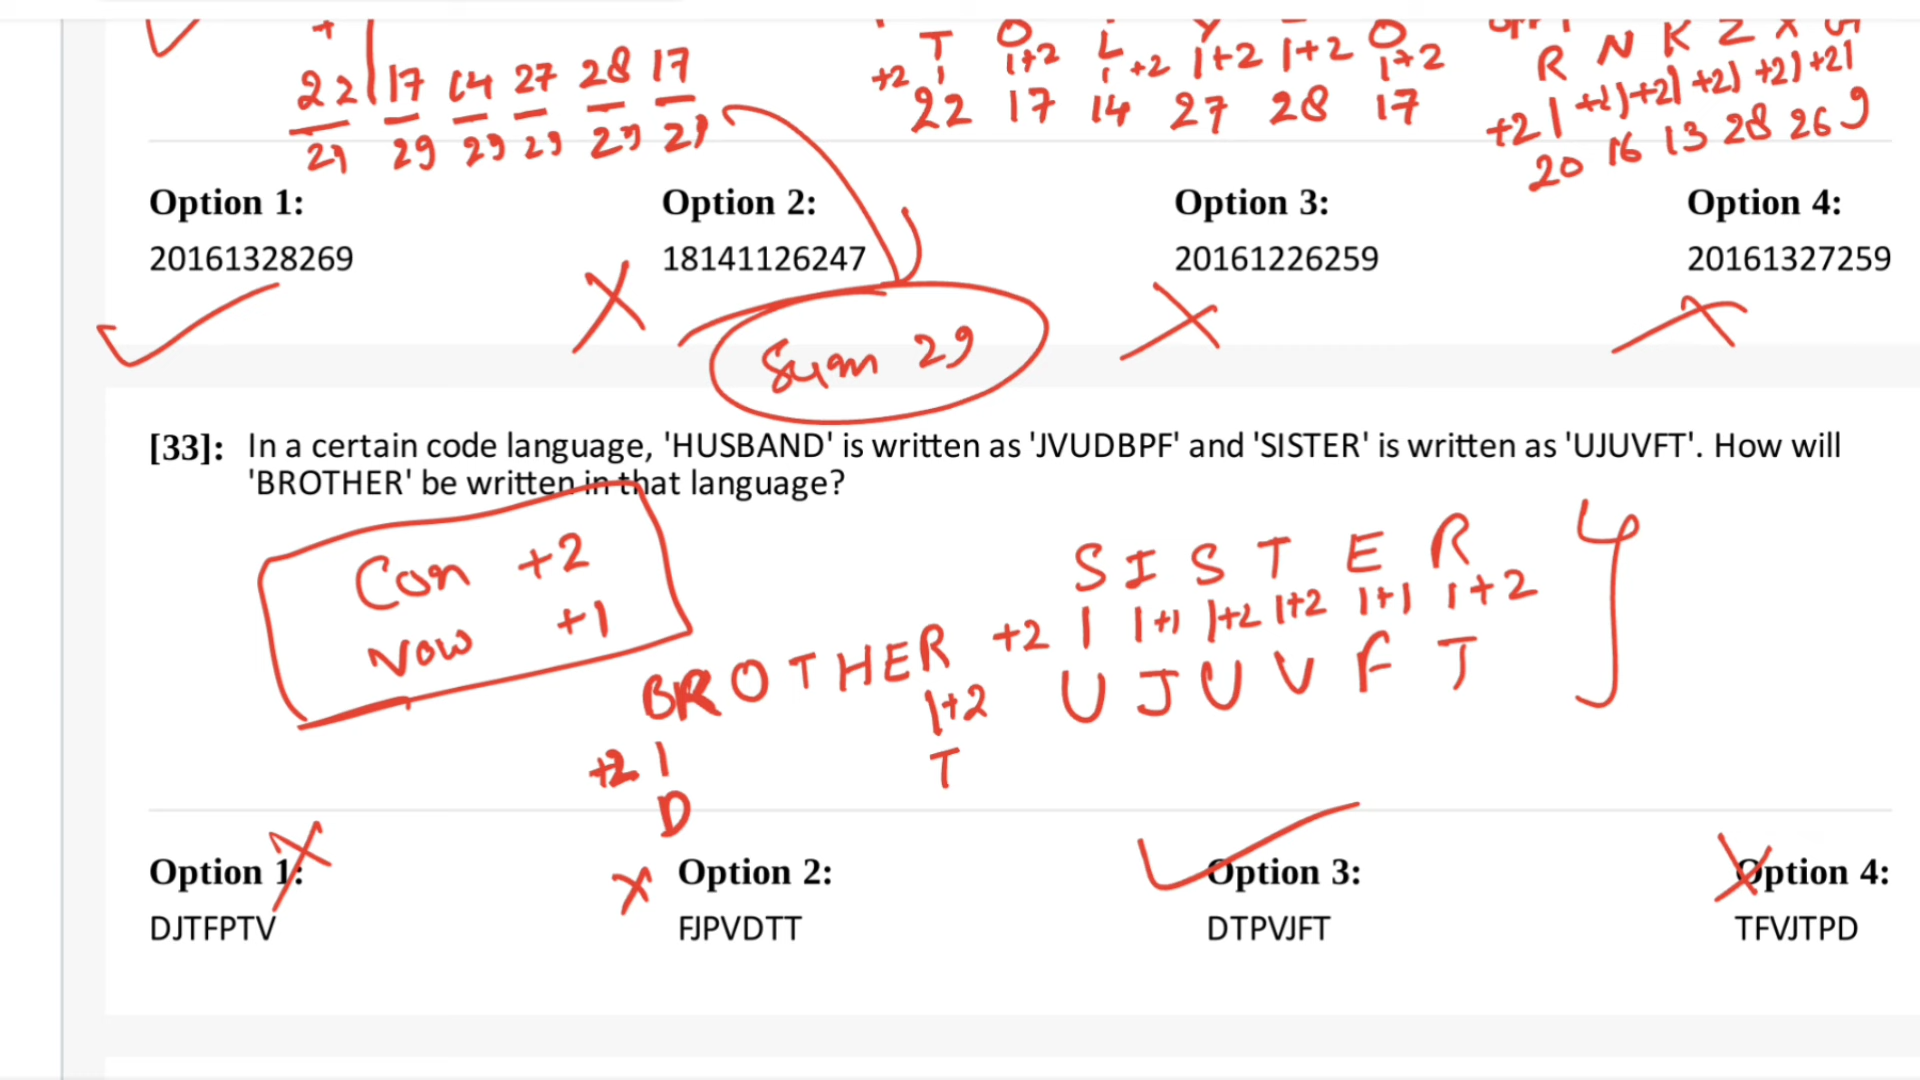 T O L Y O
+2 | |+2 | +2 |+2 |+2 |+2
22 17 14 27 28 17
R N K Z X G
+2 | +2| +2| +2| +2| +2|
20 16 13 28 26 9
22 17 14 27 28 17
29 29 29 29 29 29
Option 1: Option 2: Option 3: Option 4:
20161328269 18141126247 20161226259 20161327259
Sum 29
[33]: In a certain code language, 'HUSBAND' is written as 'JVUDBPF' and 'SISTER' is written as 'UJUVFT'. How will
'BROTHER' be written in that language?
Con +2
Vow +1
S I S T E R
+2 | |+1 |+2 |+2 |+1 |+2
U J U V F T
BROTHER
+2 | |+2
D T
Option 1: Option 2: Option 3: Option 4:
DJTFPTV FJPVDTT DTPVJFT TFVJTPD